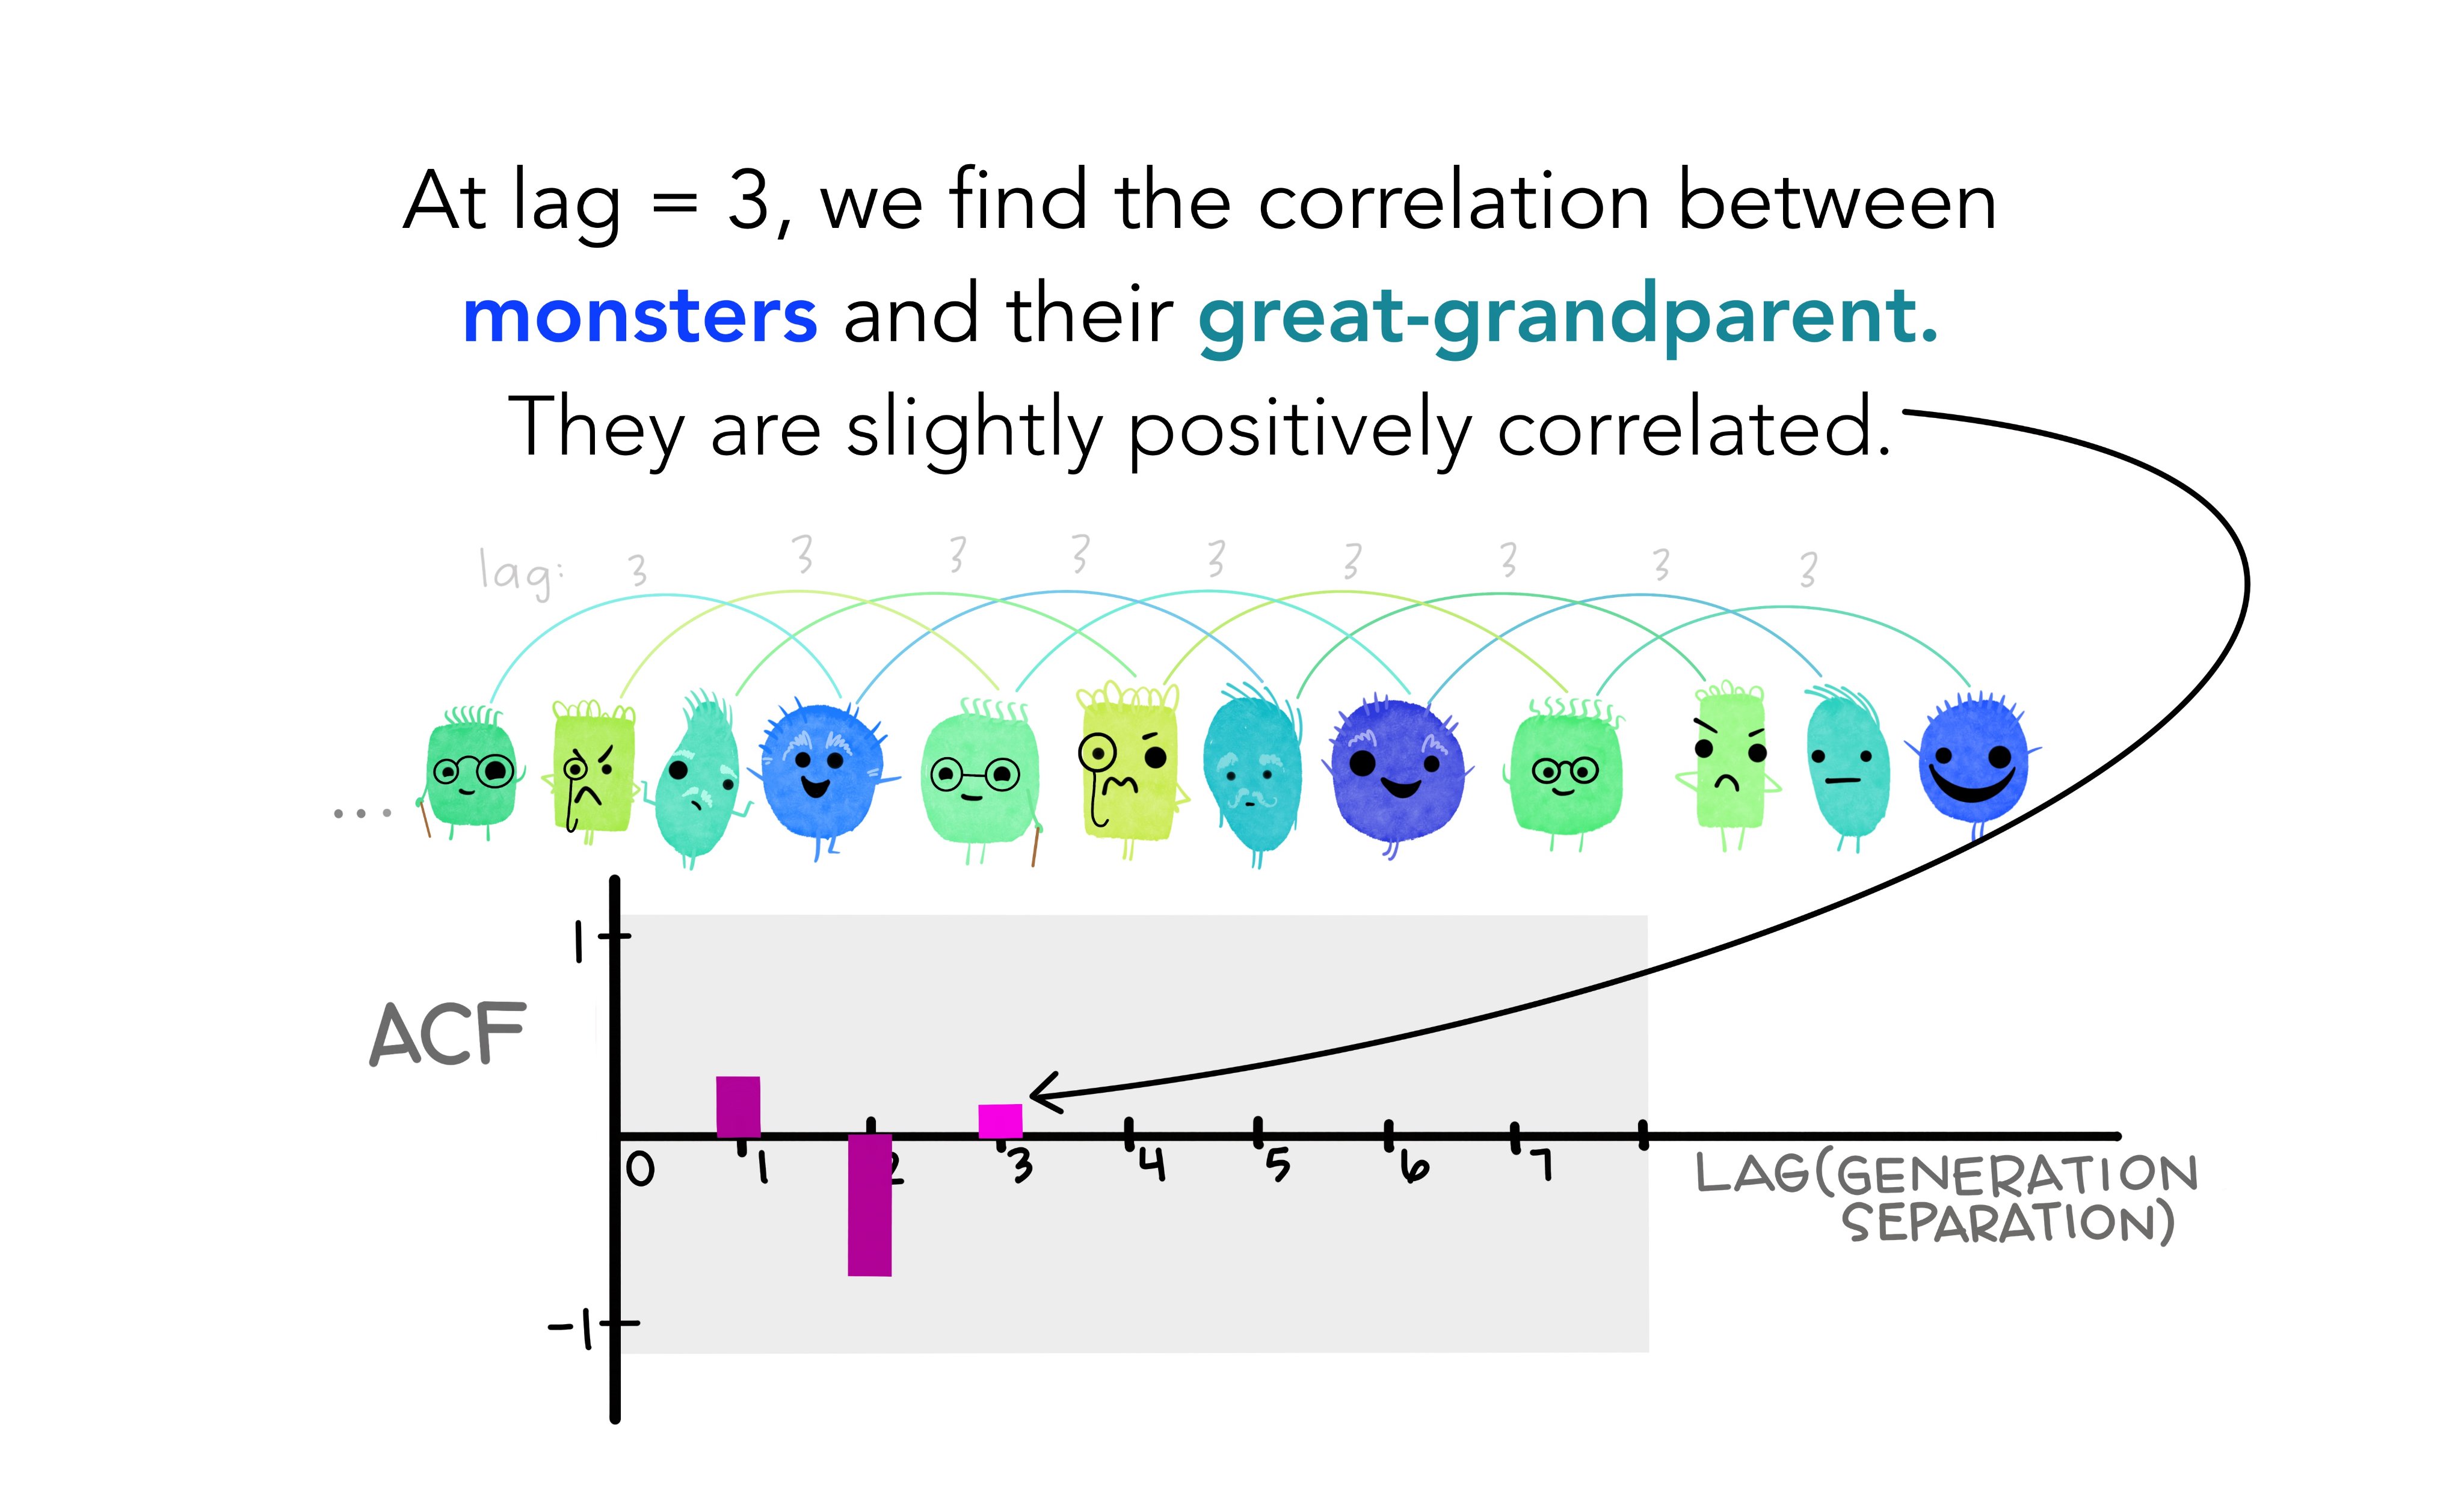 At lag = 3, we find the correlation between
monsters and their great-grandparent.
They are slightly positively correlated.
lag: 3 3 3 3 3 3 3 3 3
...
1
ACF
0 1 2 3 4 5 6 7
LAG (GENERATION
SEPARATION)
-1